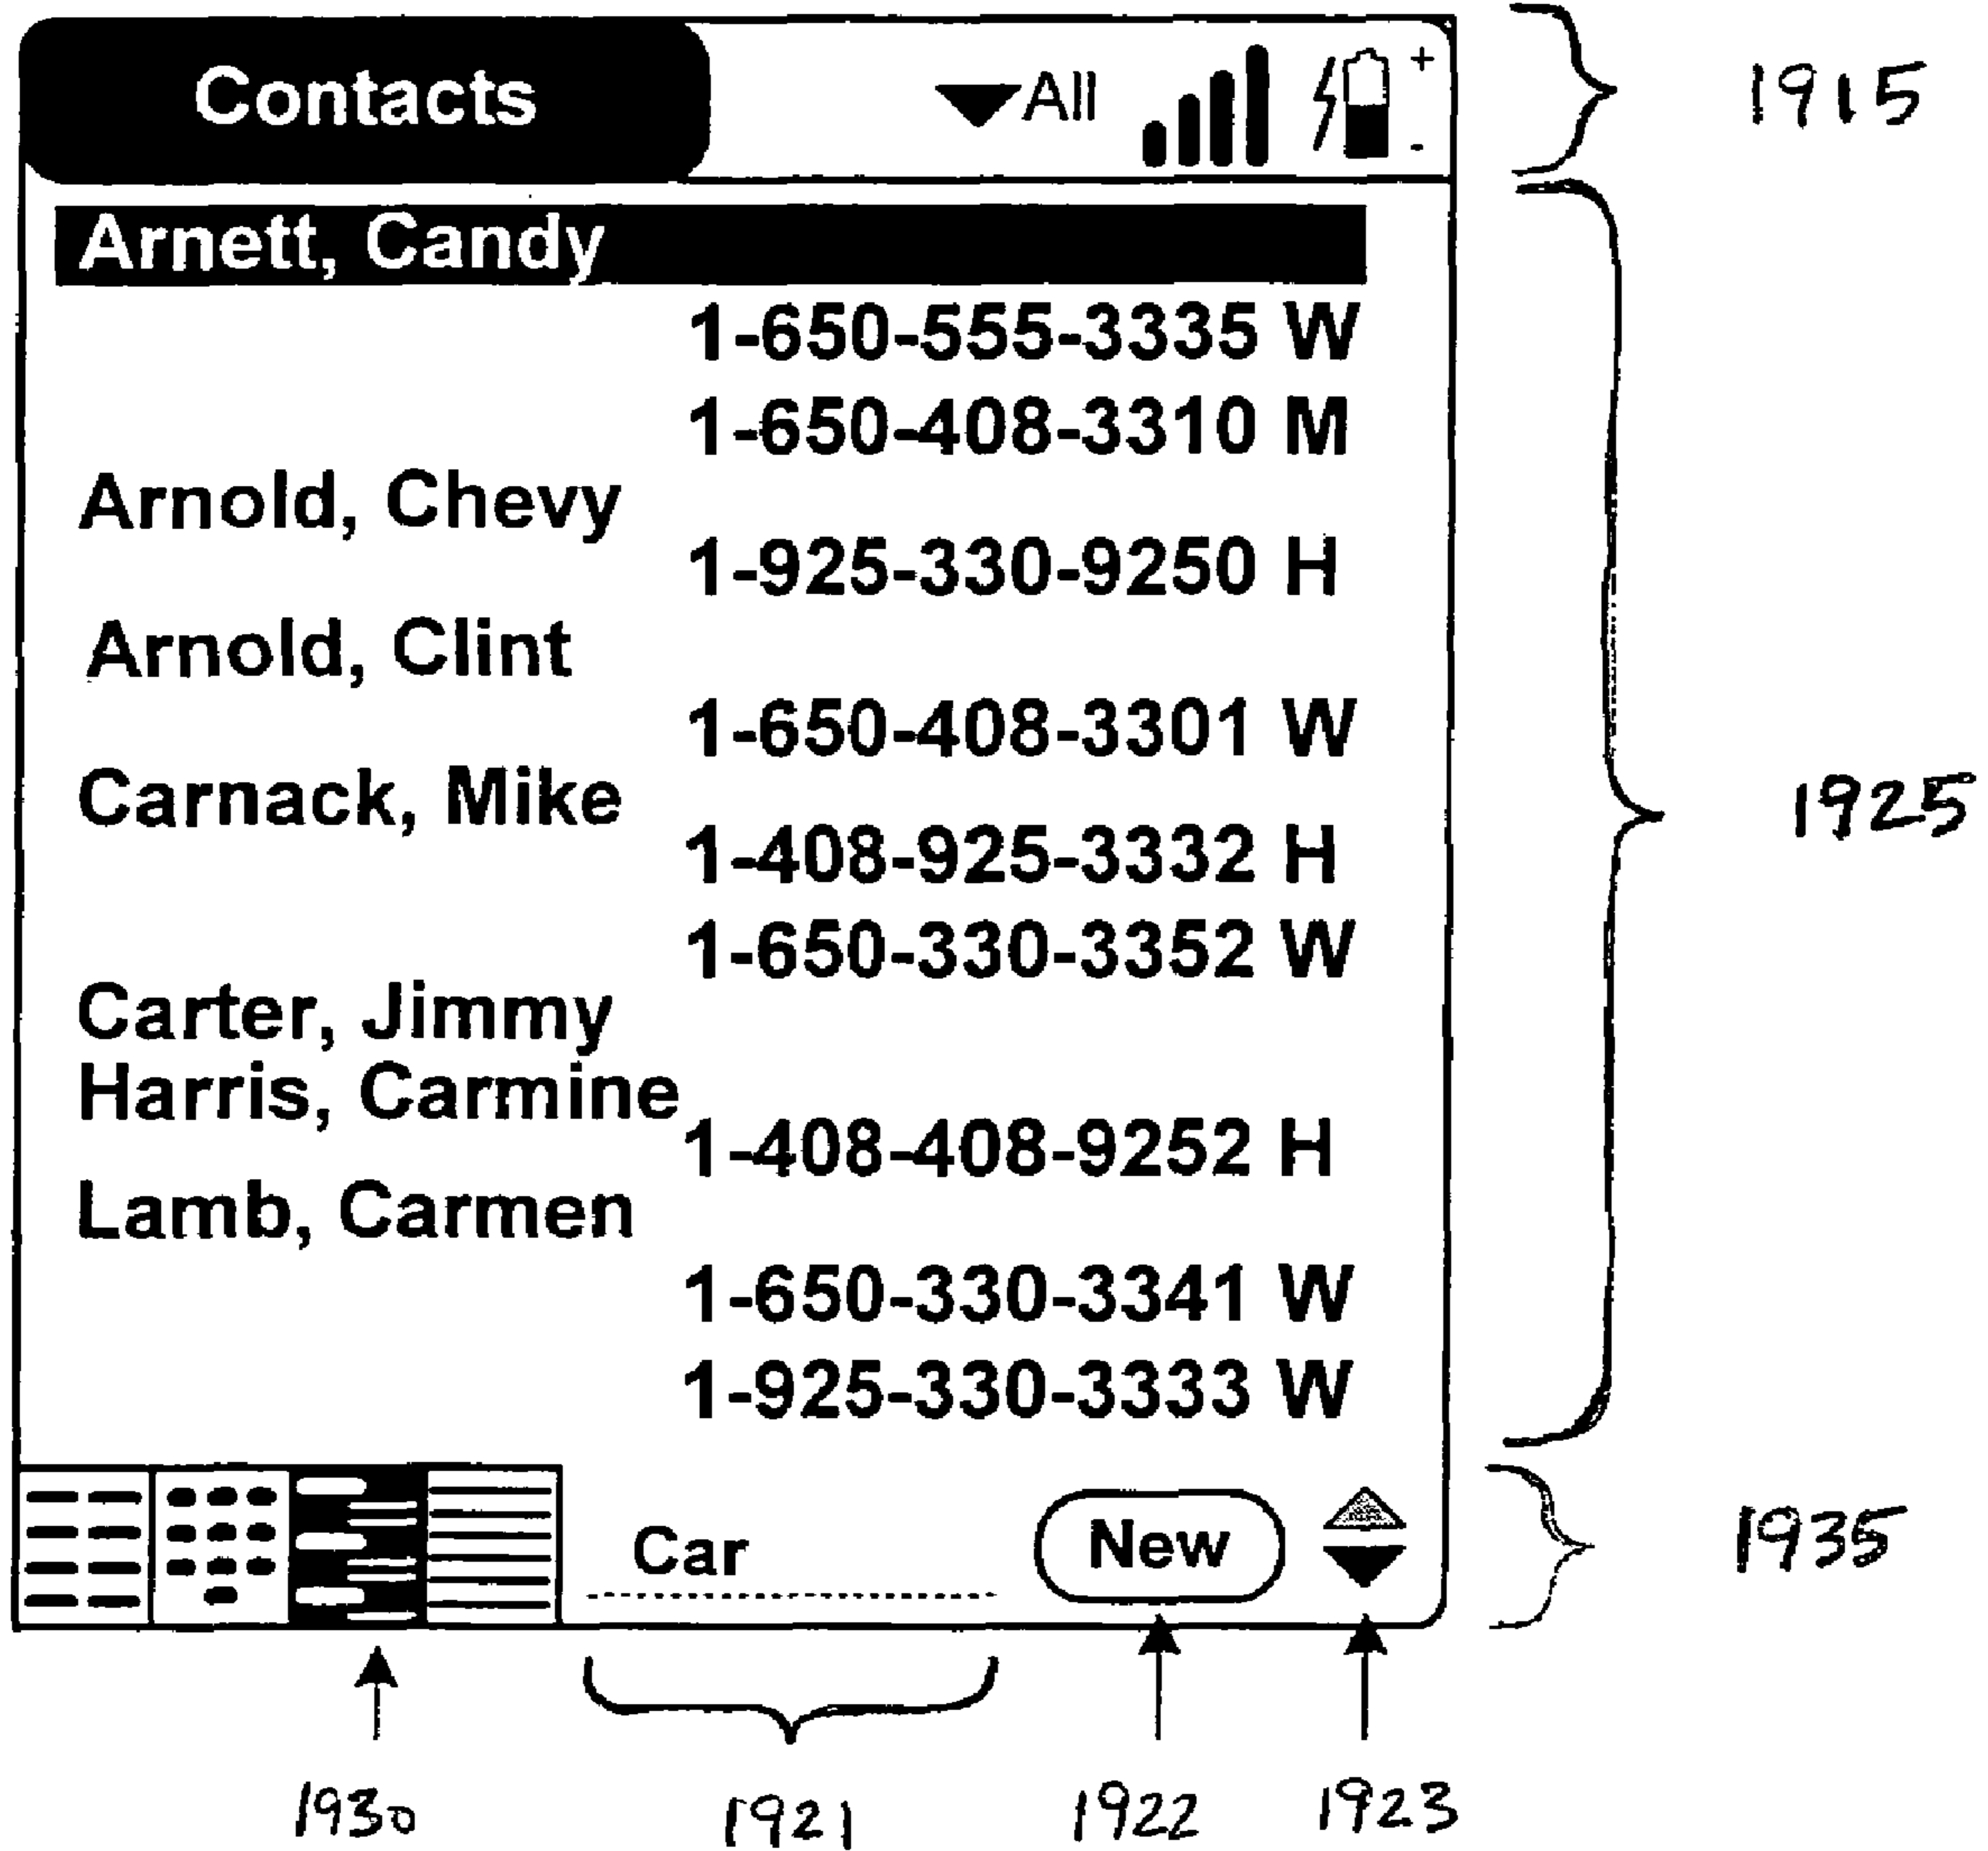 Contacts All + - 1915
Arnett, Candy
1-650-555-3335 W
1-650-408-3310 M
Arnold, Chevy
1-925-330-9250 H
Arnold, Clint
1-650-408-3301 W
Carnack, Mike 1925
1-408-925-3332 H
1-650-330-3352 W
Carter, Jimmy
Harris, Carmine
1-408-408-9252 H
Lamb, Carmen
1-650-330-3341 W
1-925-330-3333 W
Car New 1935
1930 1921 1922 1923